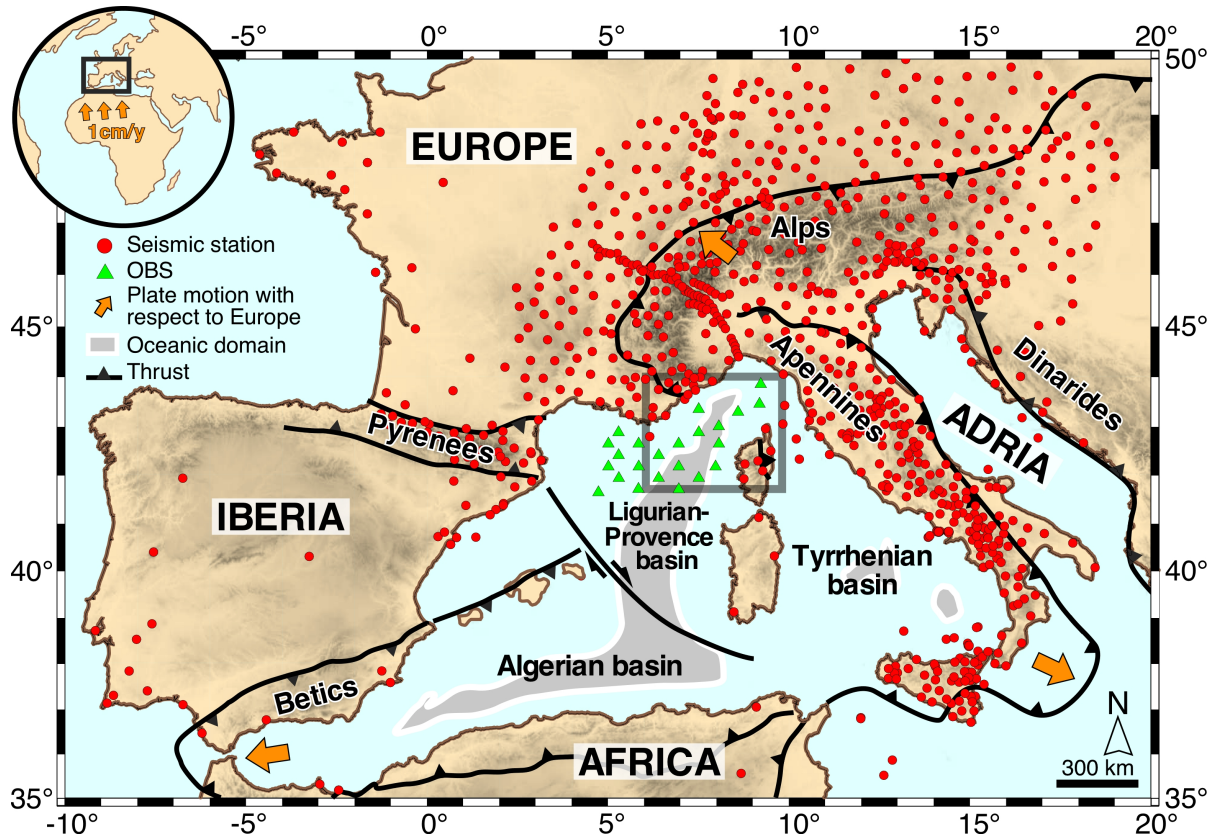 -5° 0° 5° 10° 15° 20°
50°
1cm/y
EUROPE
Alps
Seismic station
OBS
Plate motion with
respect to Europe
Oceanic domain
Thrust
45°
45°
Dinarides
Apennines
ADRIA
Pyrenees
IBERIA
Ligurian-
Provence
basin
Tyrrhenian
basin
40°
40°
Algerian basin
Betics
N
AFRICA
300 km
35°
35°
-10° -5° 0° 5° 10° 15° 20°